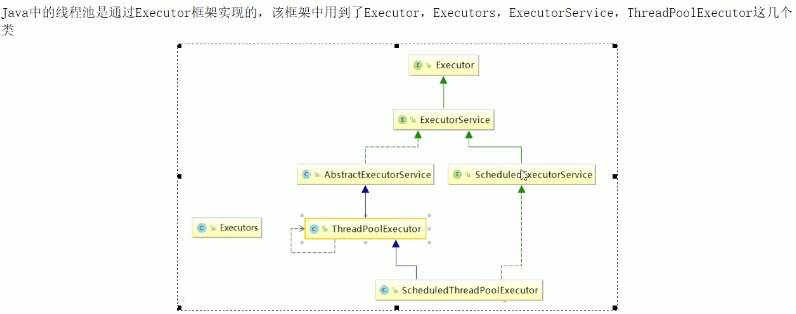 Java中的线程池是通过Executor框架实现的，该框架中用到了Executor，Executors，ExecutorService，ThreadPoolExecutor这几个
类
Executor
ExecutorService
AbstractExecutorService
ScheduledExecutorService
Executors
ThreadPoolExecutor
ScheduledThreadPoolExecutor